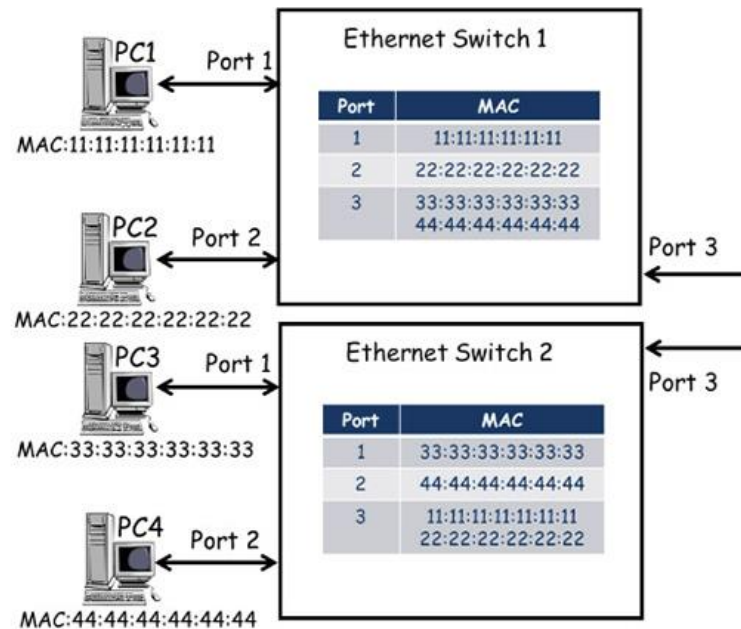 PC1
Port 1
MAC:11:11:11:11:11:11
PC2
Port 2
MAC:22:22:22:22:22:22
Ethernet Switch 1
Port MAC
1 11:11:11:11:11:11
2 22:22:22:22:22:22
3 33:33:33:33:33:33
44:44:44:44:44:44
Port 3
PC3
Port 1
MAC:33:33:33:33:33:33
PC4
Port 2
MAC:44:44:44:44:44:44
Ethernet Switch 2
Port MAC
1 33:33:33:33:33:33
2 44:44:44:44:44:44
3 11:11:11:11:11:11:11
22:22:22:22:22:22
Port 3